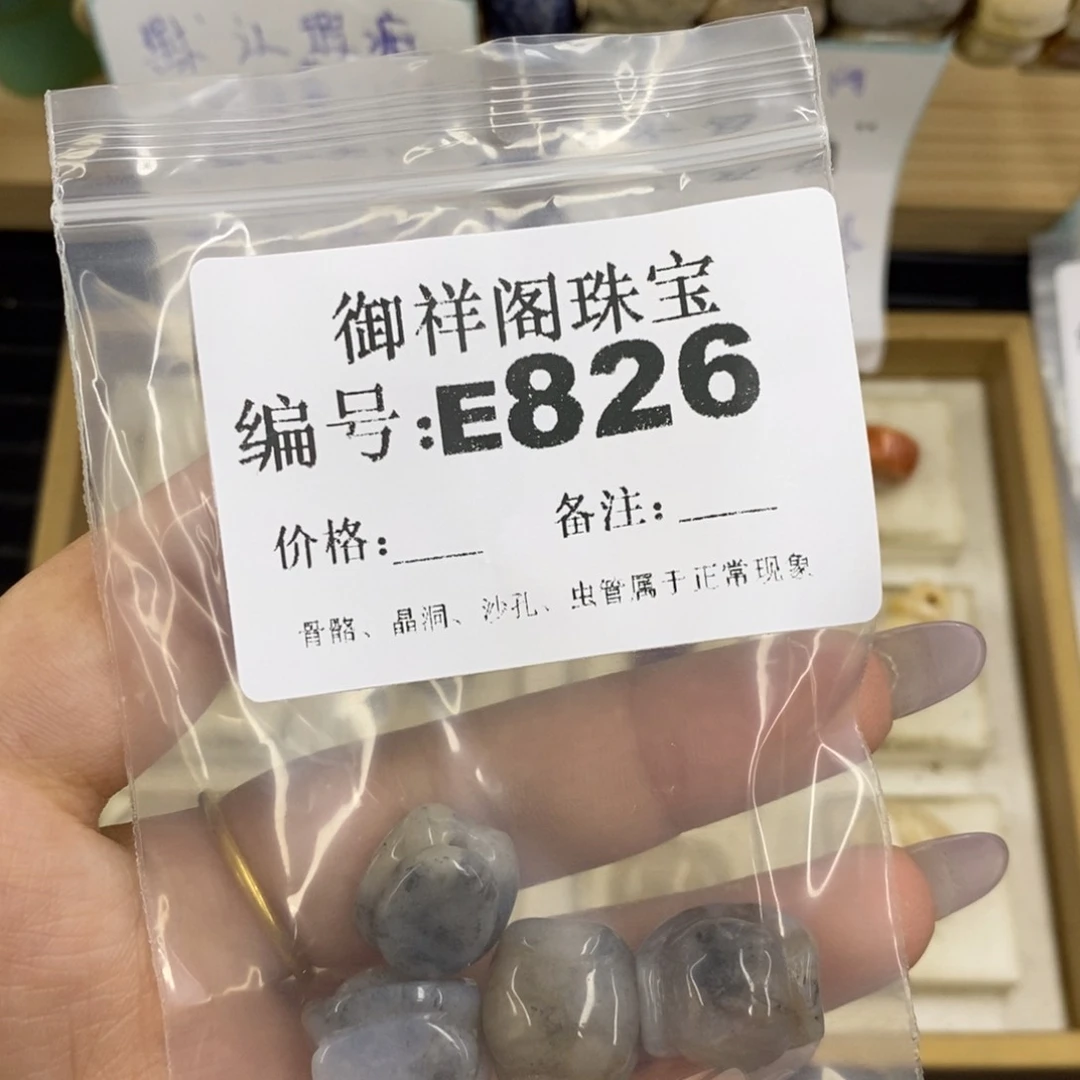 御祥阁珠宝
编号:E826
价格:____ 备注:____
骨骼、晶洞、沙孔、虫管属于正常现象